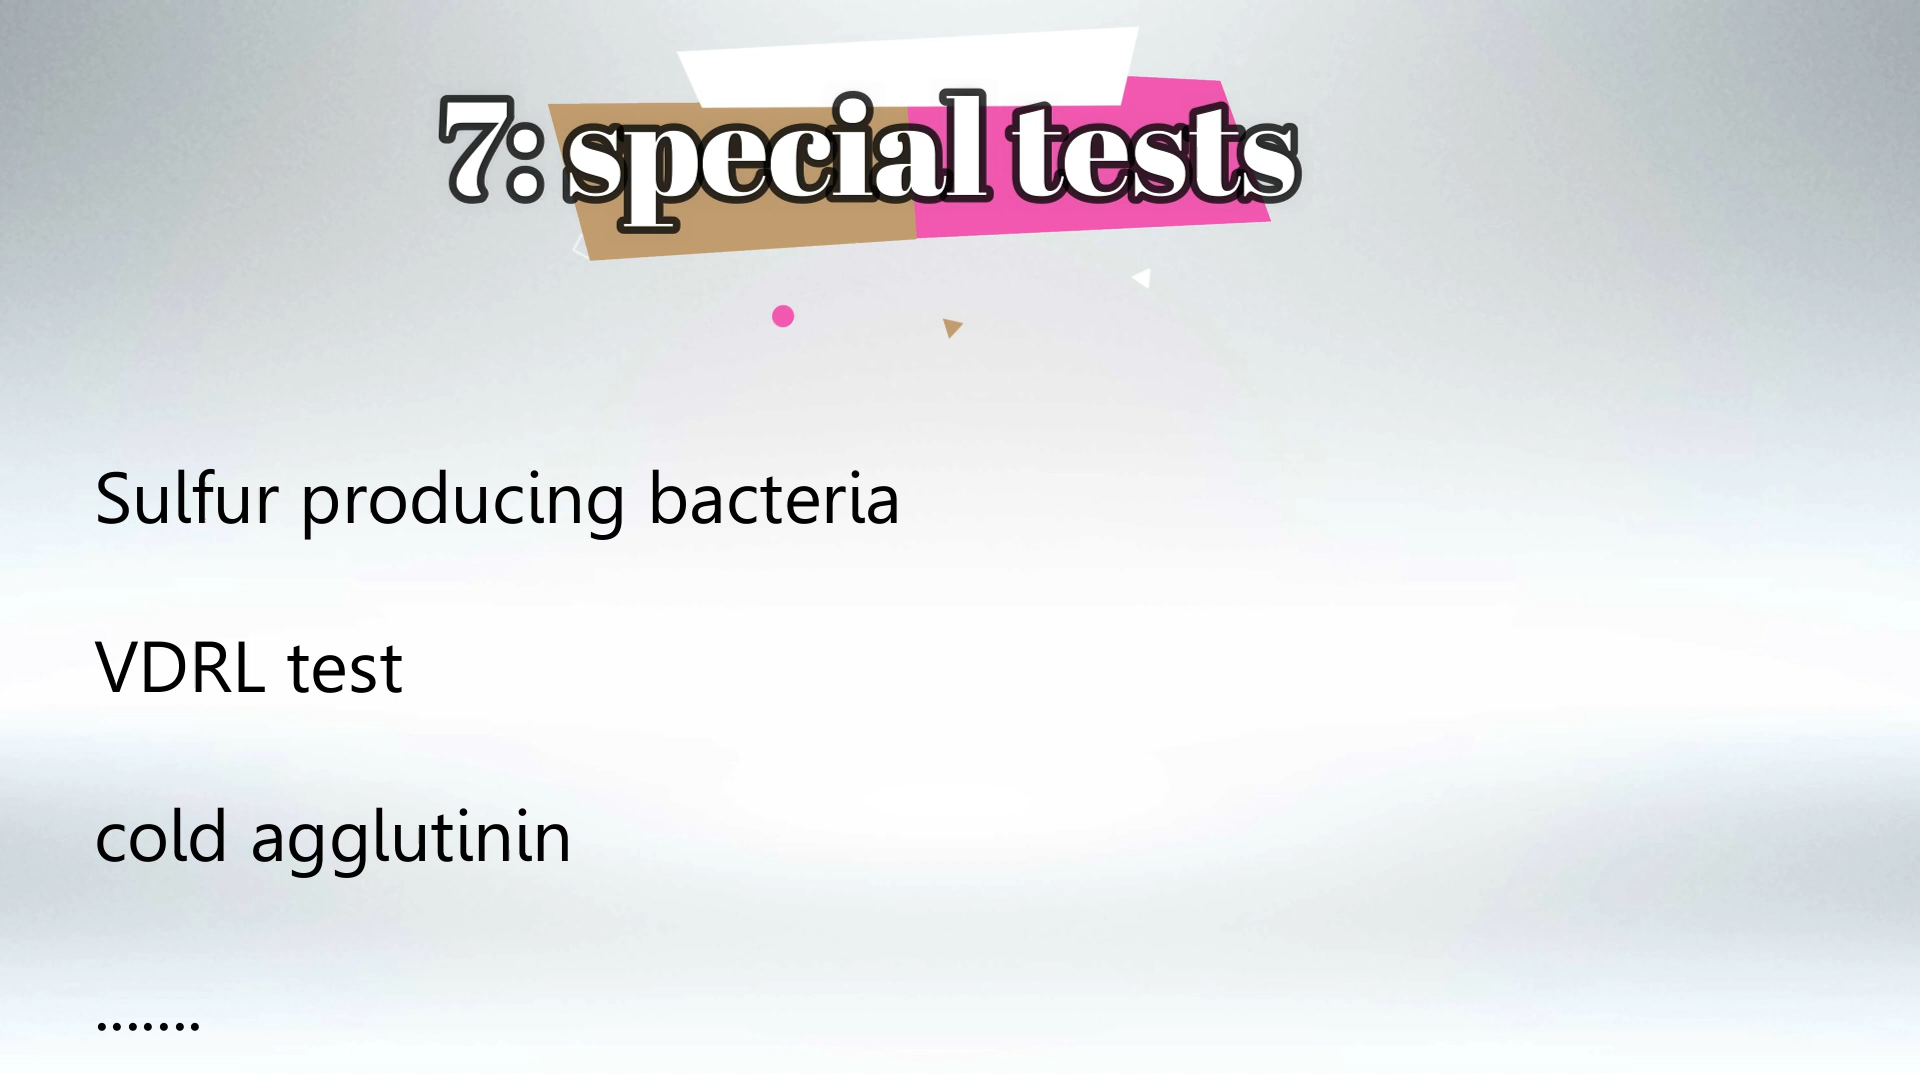 7: special tests
Sulfur producing bacteria
VDRL test
cold agglutinin
.......